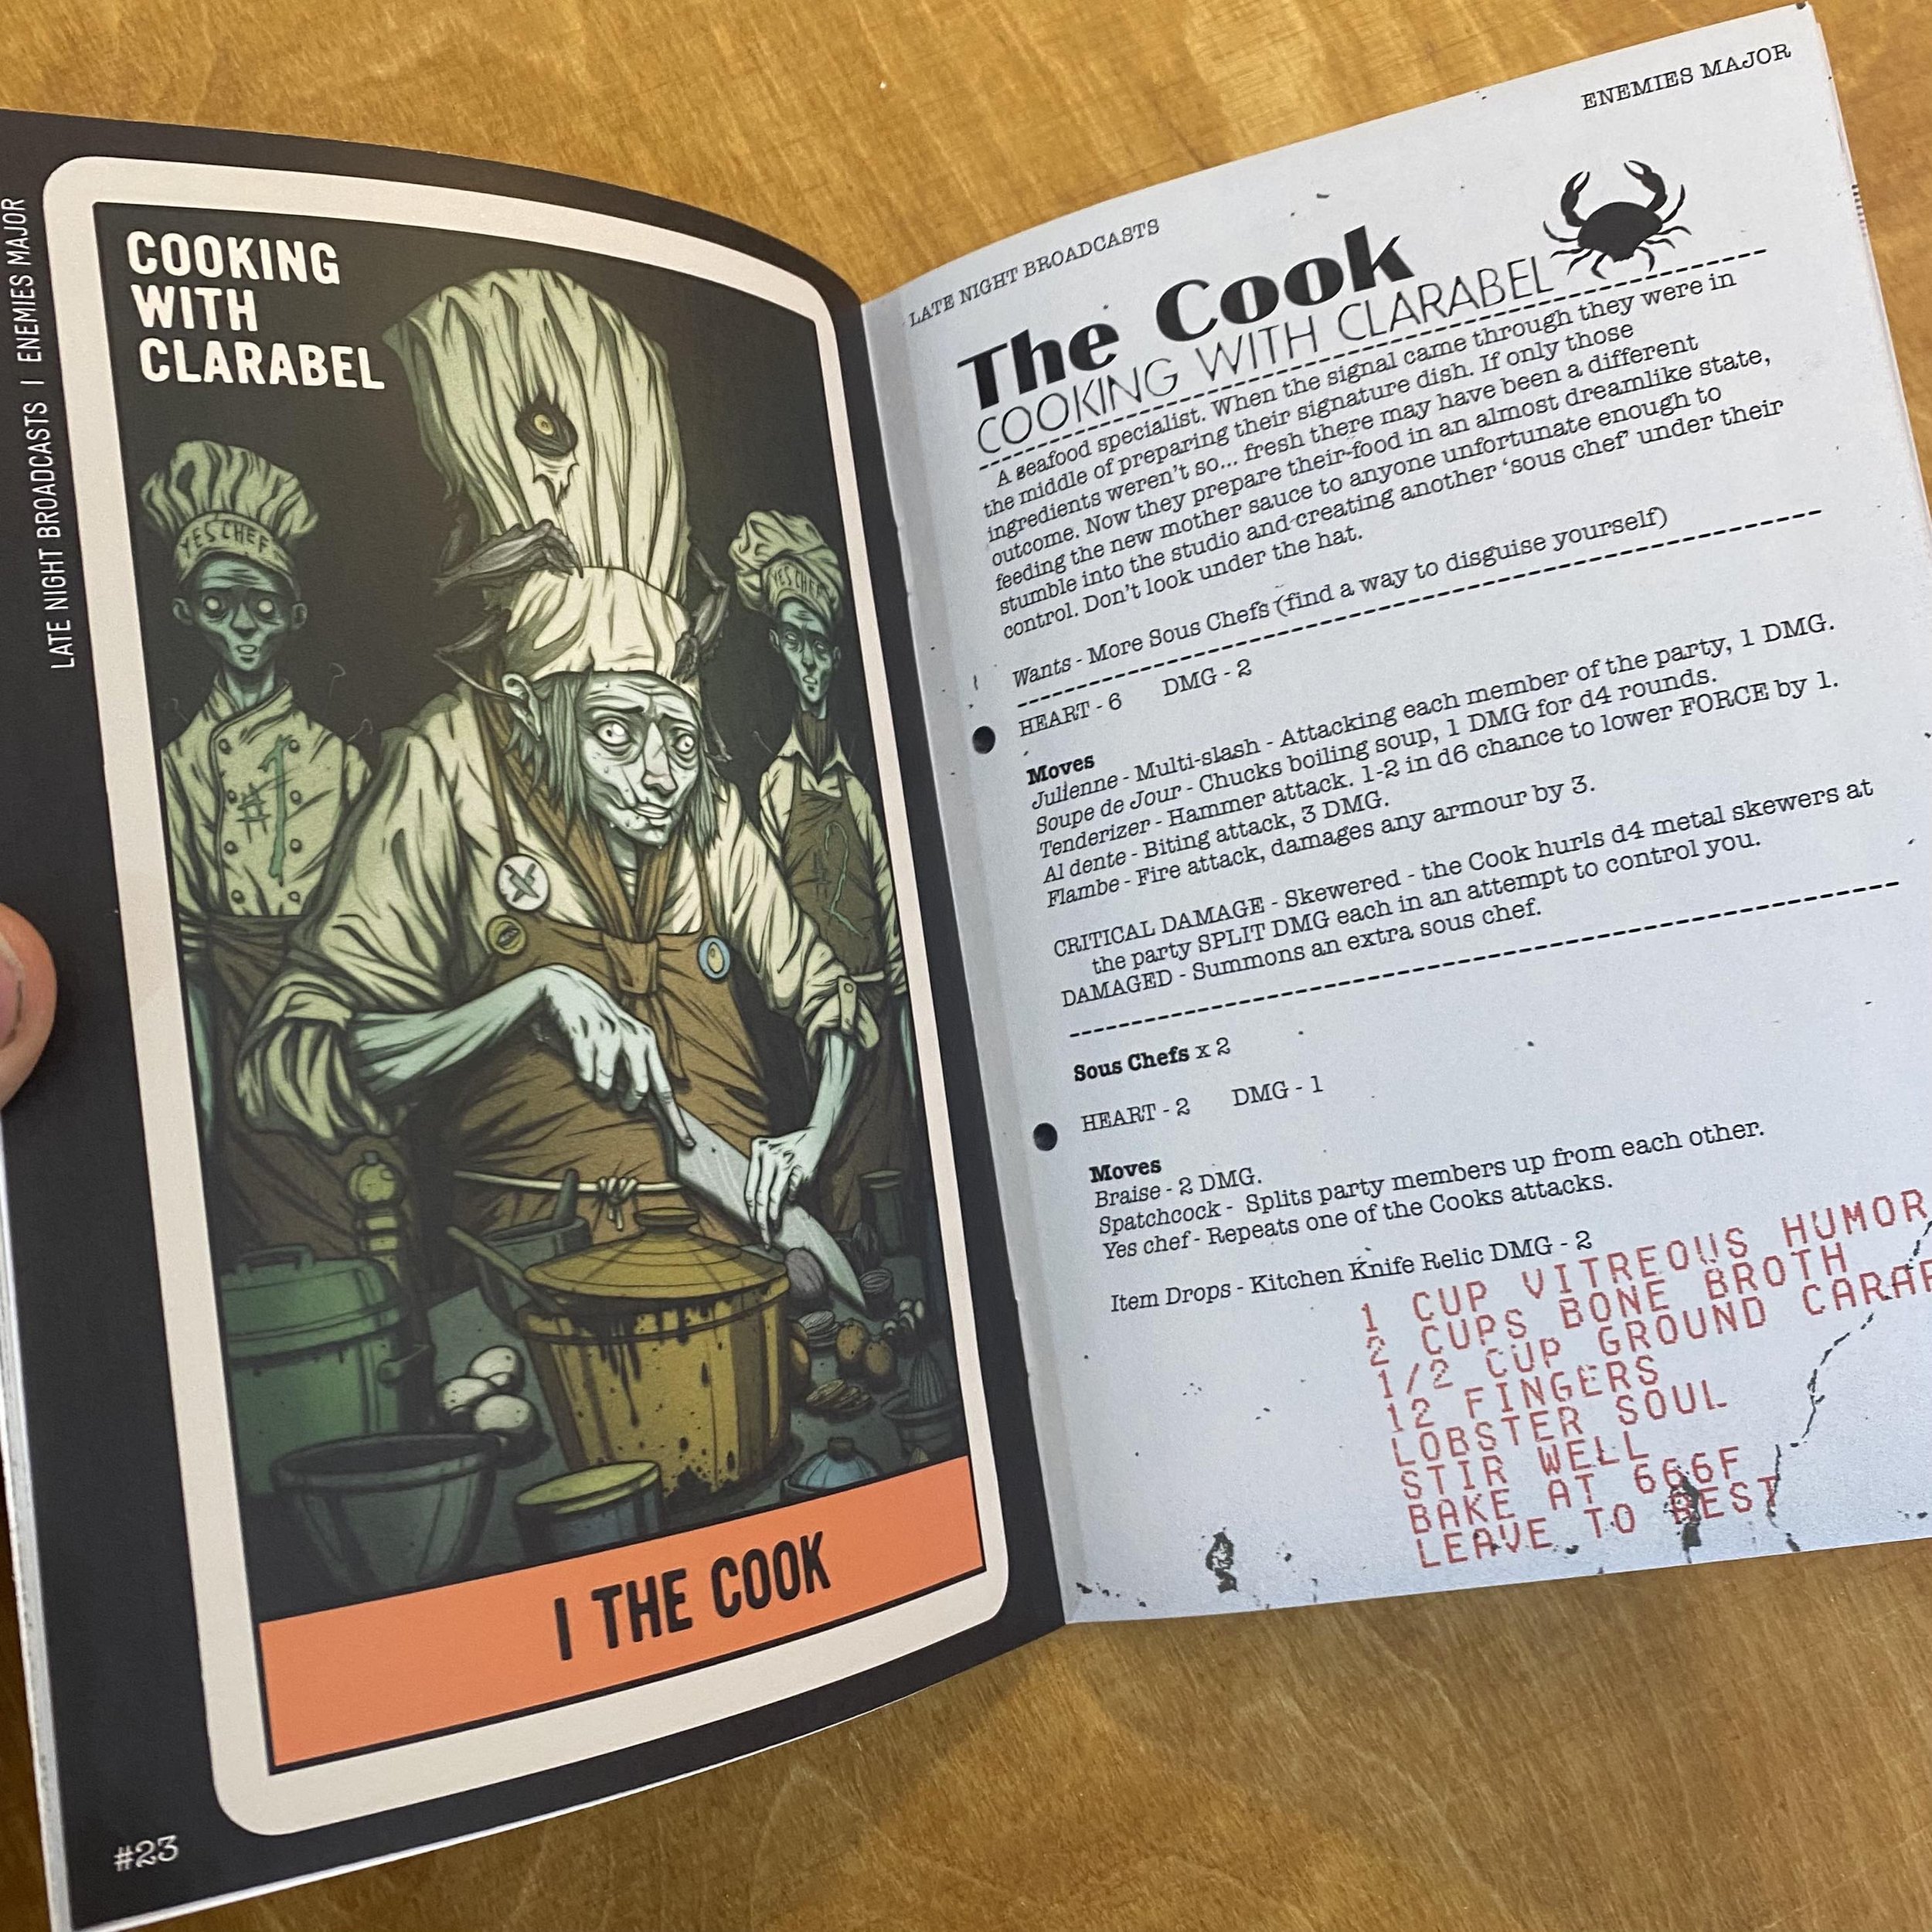 LATE NIGHT BROADCASTS | ENEMIES MAJOR
COOKING
WITH
CLARABEL
YES CHEF
YES CHEF
#1
#2
I THE COOK
#23
LATE NIGHT BROADCASTS
ENEMIES MAJOR
The Cook
COOKING WITH CLARABEL
A seafood specialist. When the signal came through they were in
the middle of preparing their signature dish. If only those
ingredients weren't so... fresh there may have been a different
outcome. Now they prepare their food in an almost dreamlike state,
feeding the new mother sauce to anyone unfortunate enough to
stumble into the studio and creating another 'sous chef' under their
control. Don't look under the hat.
Wants - More Sous Chefs (find a way to disguise yourself)
HEART - 6 DMG - 2
Moves
Julienne - Multi-slash - Attacking each member of the party, 1 DMG.
Soupe de Jour - Chucks boiling soup, 1 DMG for d4 rounds.
Tenderizer - Hammer attack. 1-2 in d6 chance to lower FORCE by 1.
Al dente - Biting attack, 3 DMG.
Flambe - Fire attack, damages any armour by 3.
CRITICAL DAMAGE - Skewered - the Cook hurls d4 metal skewers at
the party SPLIT DMG each in an attempt to control you.
DAMAGED - Summons an extra sous chef.
Sous Chefs x 2
HEART - 2 DMG - 1
Moves
Braise - 2 DMG.
Spatchcock - Splits party members up from each other.
Yes chef - Repeats one of the Cooks attacks.
Item Drops - Kitchen Knife Relic DMG - 2
1 CUP VITREOUS HUMOR
2 CUPS BONE BROTH
1/2 CUP GROUND
12 FINGERS
LOBSTER SOUL
STIR WELL
BAKE AT 666F
LEAVE TO REST